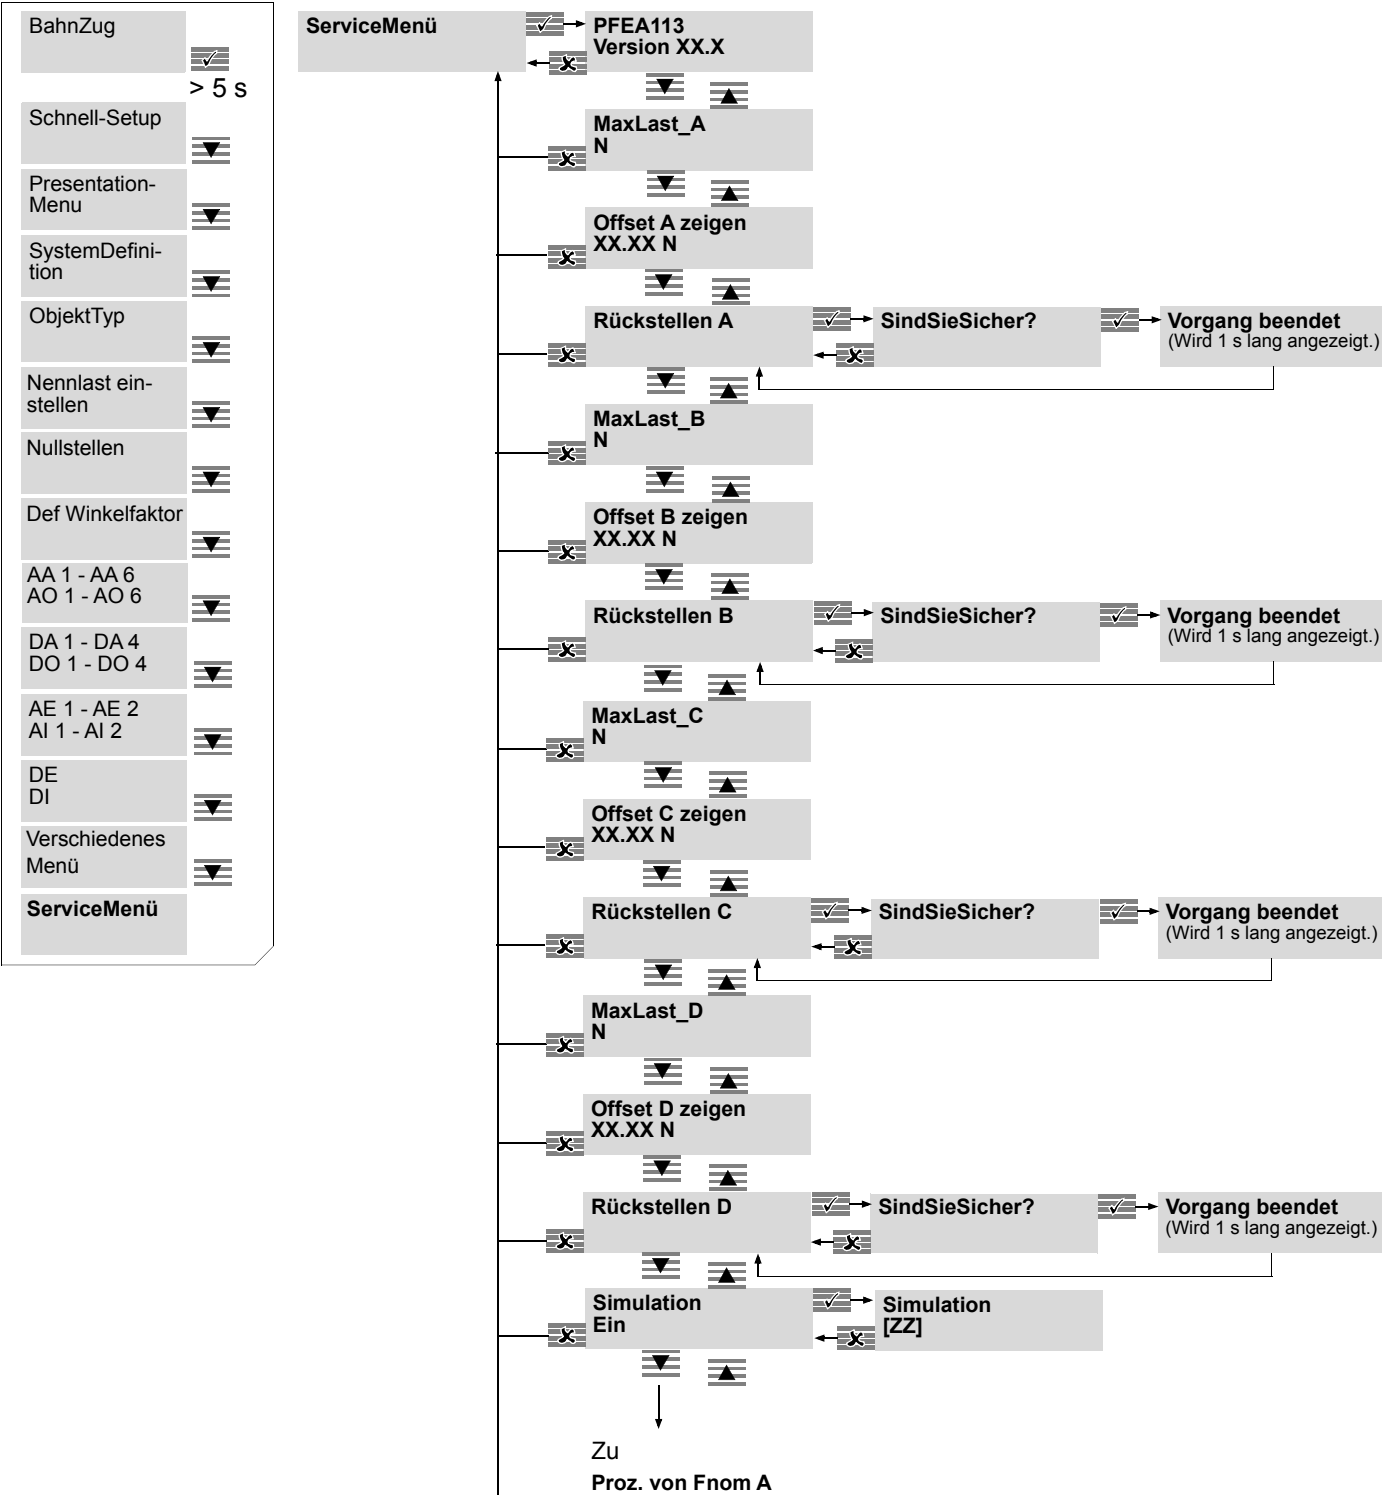 BahnZug
> 5 s
Schnell-Setup
Presentation-
Menu
SystemDefini-
tion
ObjektTyp
Nennlast ein-
stellen
Nullstellen
Def Winkelfaktor
AA 1 - AA 6
AO 1 - AO 6
DA 1 - DA 4
DO 1 - DO 4
AE 1 - AE 2
AI 1 - AI 2
DE
DI
Verschiedenes
Menü
ServiceMenü
ServiceMenü
PFEA113
Version XX.X
MaxLast_A
N
Offset A zeigen
XX.XX N
Rückstellen A
SindSieSicher?
Vorgang beendet
(Wird 1 s lang angezeigt.)
MaxLast_B
N
Offset B zeigen
XX.XX N
Rückstellen B
SindSieSicher?
Vorgang beendet
(Wird 1 s lang angezeigt.)
MaxLast_C
N
Offset C zeigen
XX.XX N
Rückstellen C
SindSieSicher?
Vorgang beendet
(Wird 1 s lang angezeigt.)
MaxLast_D
N
Offset D zeigen
XX.XX N
Rückstellen D
SindSieSicher?
Vorgang beendet
(Wird 1 s lang angezeigt.)
Simulation
Ein
Simulation
[ZZ]
Zu
Proz. von Fnom A